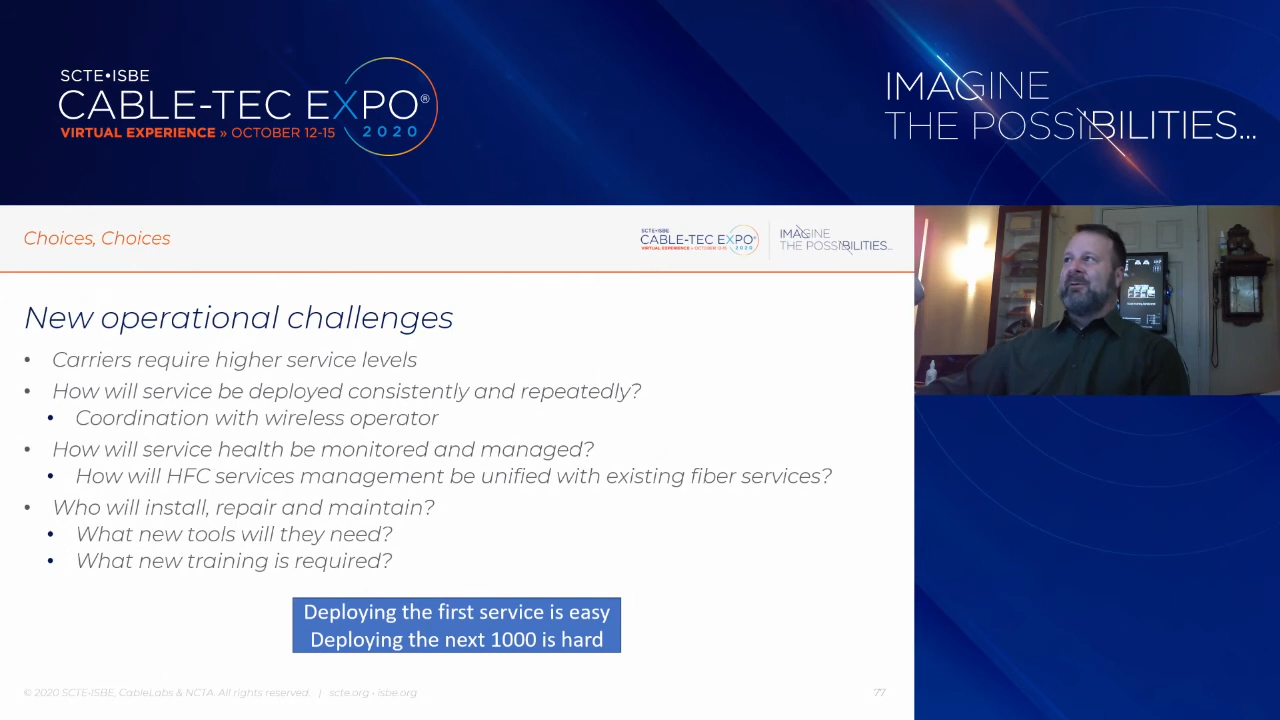 SCTE•ISBE
CABLE-TEC EXPO®
VIRTUAL EXPERIENCE » OCTOBER 12-15
2020
IMAGINE
THE POSSIBILITIES...
Choices, Choices
SCTE•ISBE
CABLE-TEC EXPO®
VIRTUAL EXPERIENCE » OCTOBER 12-15
2020
IMAGINE
THE POSSIBILITIES...
New operational challenges
• Carriers require higher service levels
• How will service be deployed consistently and repeatedly?
• Coordination with wireless operator
• How will service health be monitored and managed?
• How will HFC services management be unified with existing fiber services?
• Who will install, repair and maintain?
• What new tools will they need?
• What new training is required?
Deploying the first service is easy
Deploying the next 1000 is hard
© 2020 SCTE•ISBE, CableLabs & NCTA. All rights reserved. | scte.org • isbe.org
77